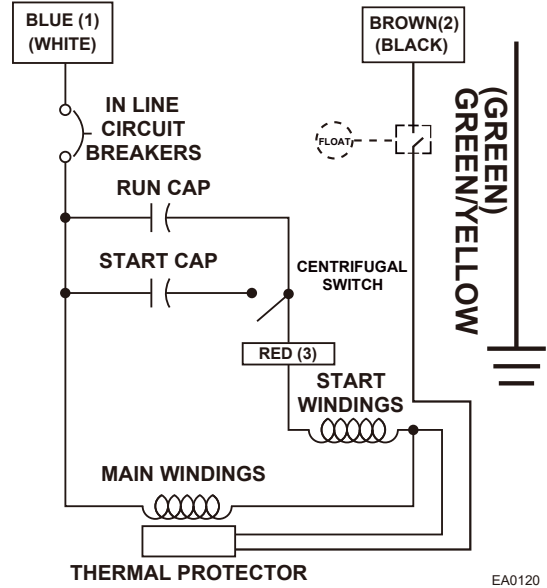 BLUE (1)
(WHITE)
BROWN(2)
(BLACK)
IN LINE
CIRCUIT
BREAKERS
FLOAT
(GREEN)
GREEN/YELLOW
RUN CAP
START CAP
CENTRIFUGAL
SWITCH
RED (3)
START
WINDINGS
MAIN WINDINGS
THERMAL PROTECTOR
EA0120